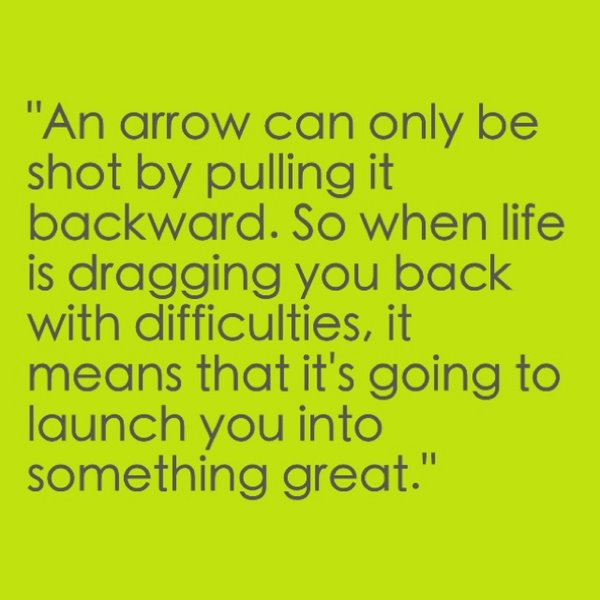 "An arrow can only be
shot by pulling it
backward. So when life
is dragging you back
with difficulties, it
means that it's going to
launch you into
something great."